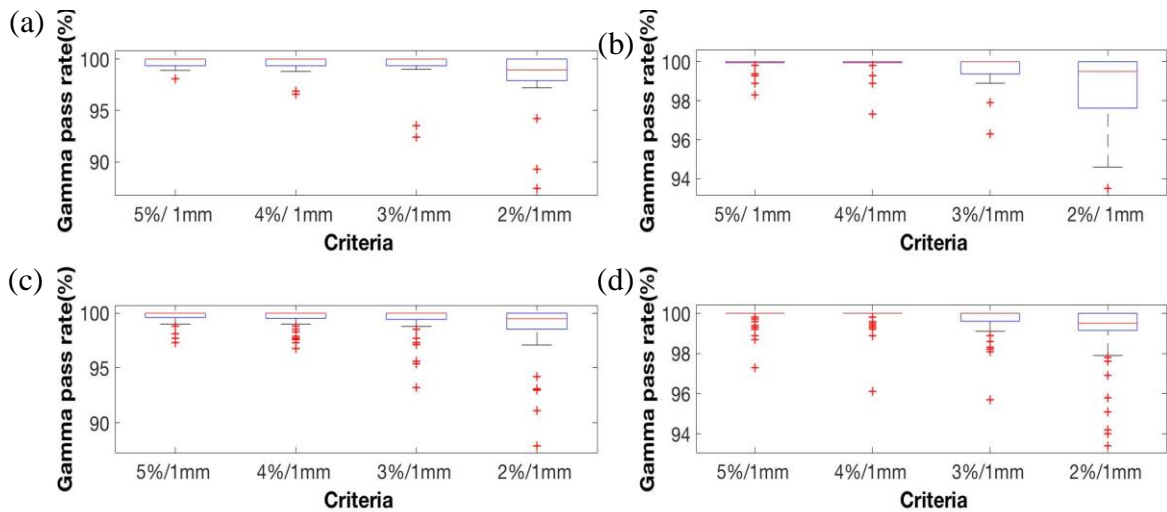 (a)
Gamma pass rate(%)
100
95
90
5%/ 1mm 4%/ 1mm 3%/1mm 2%/1mm
Criteria
(b)
Gamma pass rate(%)
100
98
96
94
5%/ 1mm 4%/1mm 3%/1mm 2%/ 1mm
Criteria
(c)
Gamma pass rate(%)
100
95
90
5%/1mm 4%/1mm 3%/1mm 2%/1mm
Criteria
(d)
Gamma pass rate(%)
100
98
96
94
5%/1mm 4%/1mm 3%/1mm 2%/1mm
Criteria